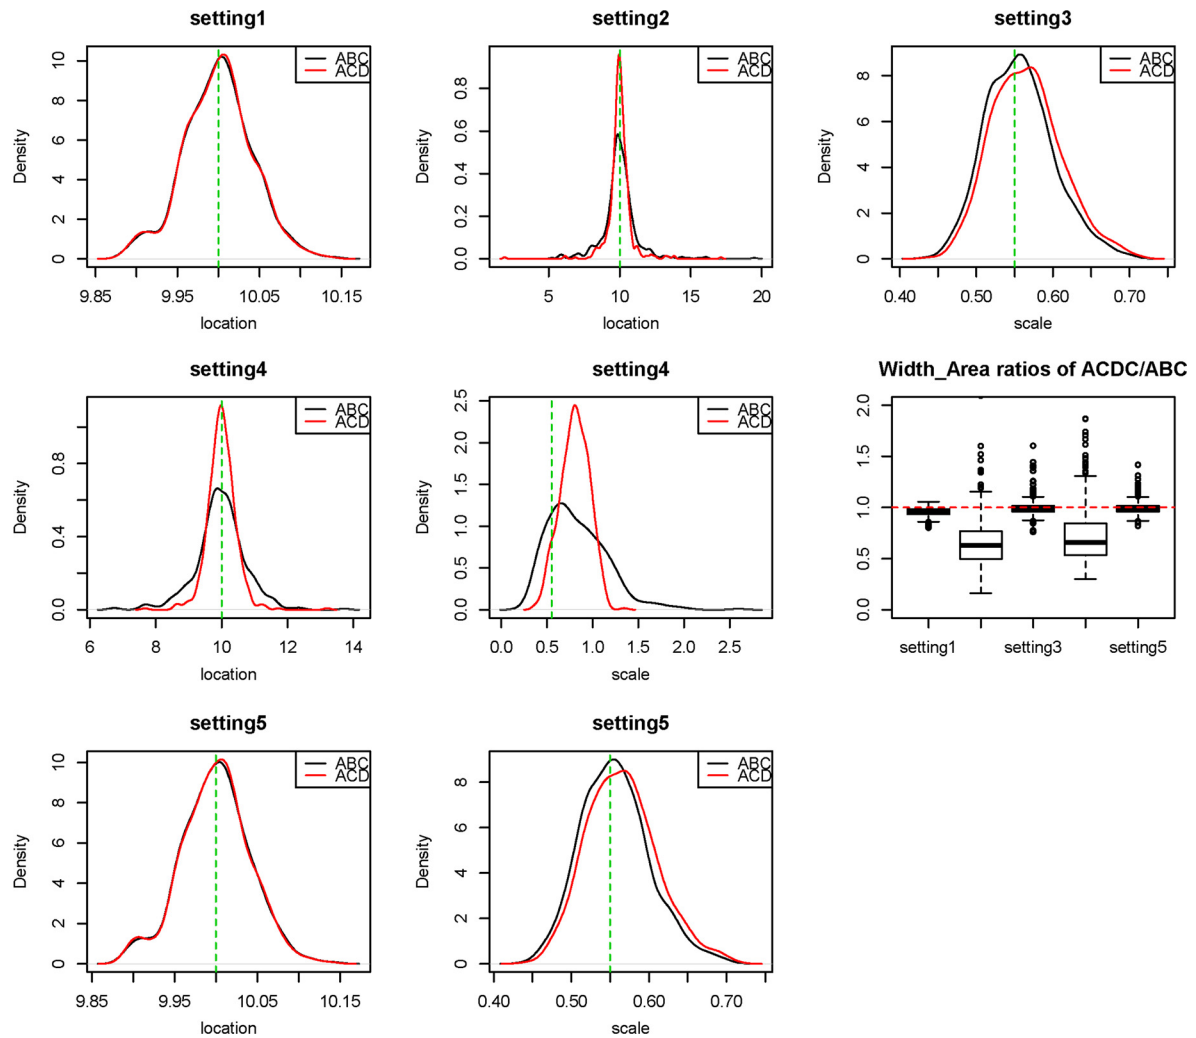 setting1
ABC
ACD
Density
0
2
4
6
8
10
9.85
9.95
10.05
10.15
location
setting2
ABC
ACD
Density
0.0
0.2
0.4
0.6
0.8
5
10
15
20
location
setting3
ABC
ACD
Density
0
2
4
6
8
0.40
0.50
0.60
0.70
scale
setting4
ABC
ACD
Density
0.0
0.4
0.8
6
8
10
12
14
location
setting4
ABC
ACD
Density
0.0
0.5
1.0
1.5
2.0
2.5
0.0
0.5
1.0
1.5
2.0
2.5
scale
Width_Area ratios of ACDC/ABC
0.0
0.5
1.0
1.5
2.0
setting1
setting3
setting5
setting5
ABC
ACD
Density
0
2
4
6
8
10
9.85
9.95
10.05
10.15
location
setting5
ABC
ACD
Density
0
2
4
6
8
0.40
0.50
0.60
0.70
scale